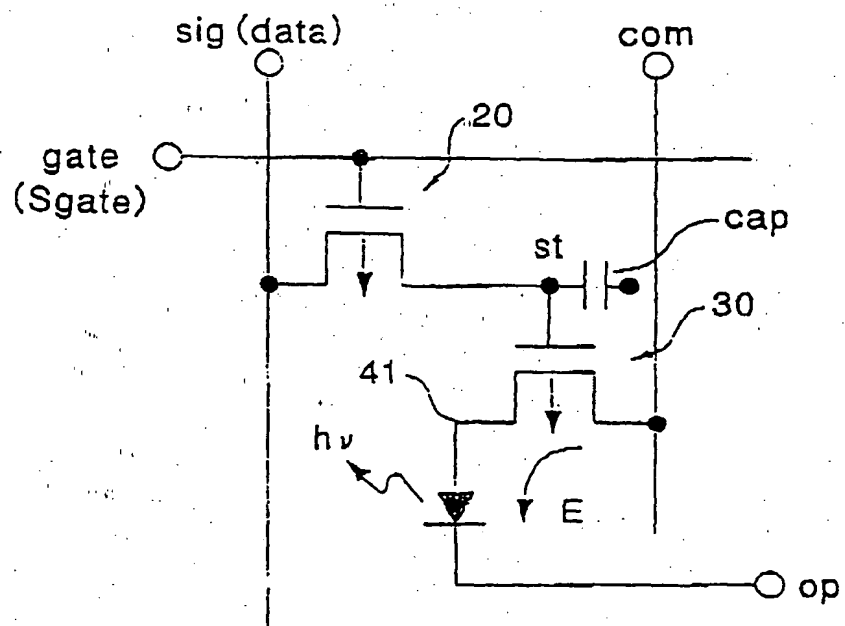 sig (data)
com
20
gate
(Sgate)
cap
st
30
41
hν
E
op